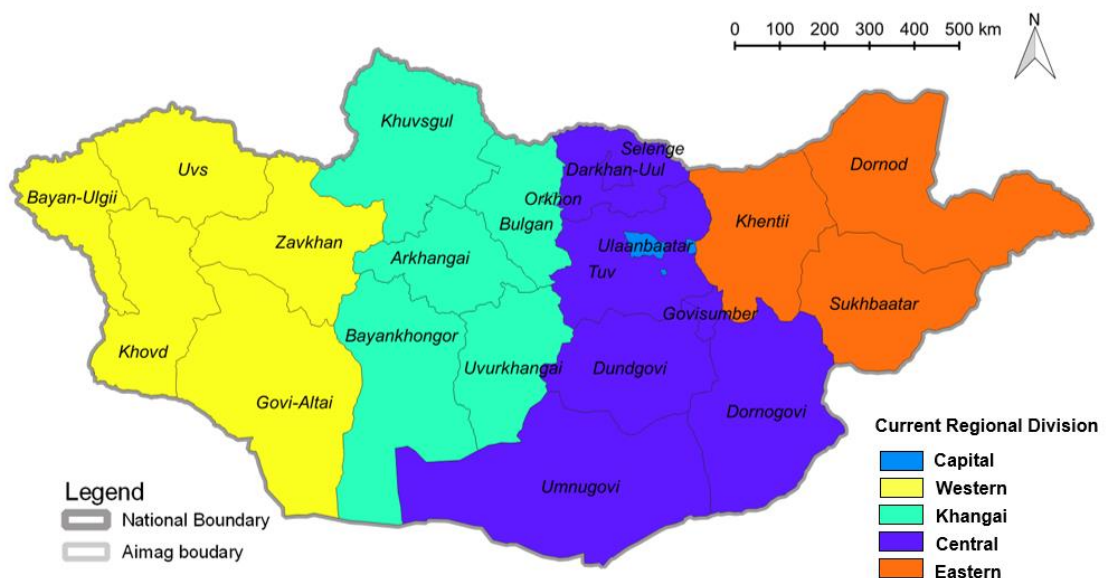 N
0 100 200 300 400 500 km
Khuvsgul
Selenge
Darkhan-Uul
Dornod
Uvs
Bayan-Ulgii
Orkhon
Bulgan
Khentii
Zavkhan
Ulaanbaatar
Arkhangai
Tuv
Sukhbaatar
Govisumber
Bayankhongor
Khovd
Uvurkhangai
Dundgovi
Govi-Altai
Dornogovi
Umnugovi
Current Regional Division
Capital
Western
Khangai
Central
Eastern
Legend
National Boundary
Aimag boudary